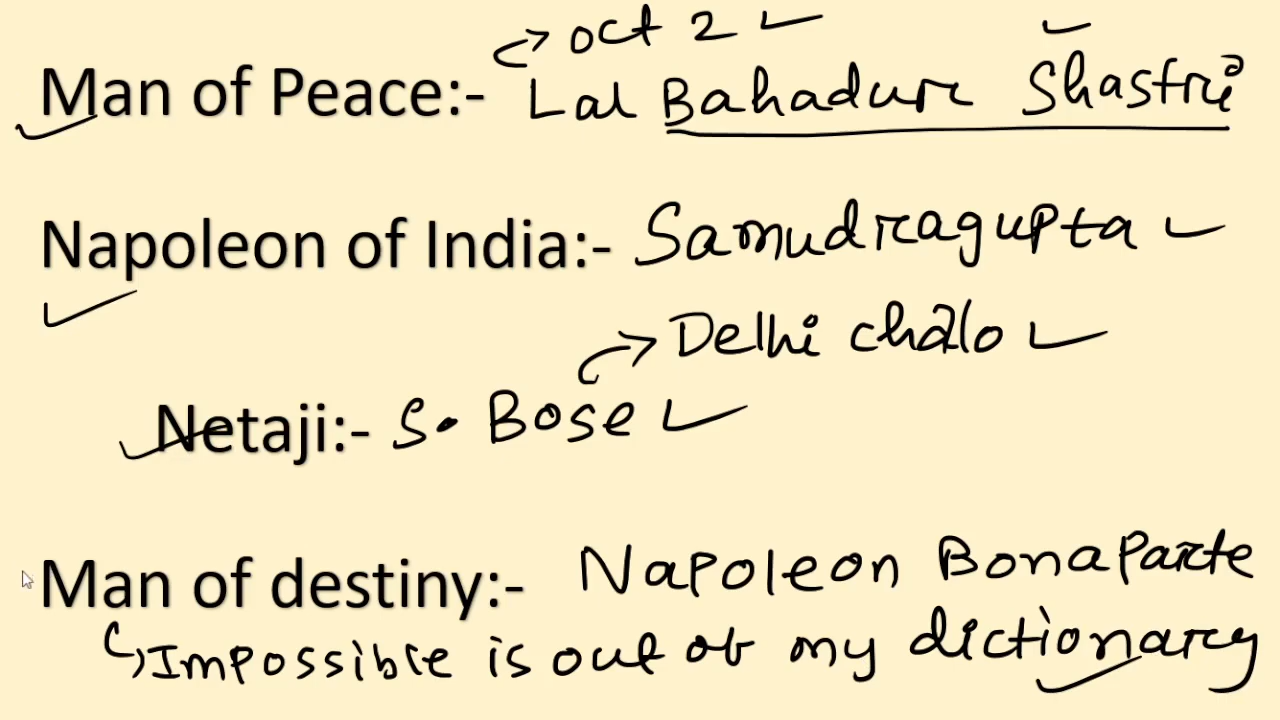 oct 2
Man of Peace:- Lal Bahadur Shastri
Napoleon of India:- Samudragupta
Delhi chalo
Netaji:- S. Bose
Man of destiny:- Napoleon Bonaparte
Impossible is out of my dictionary